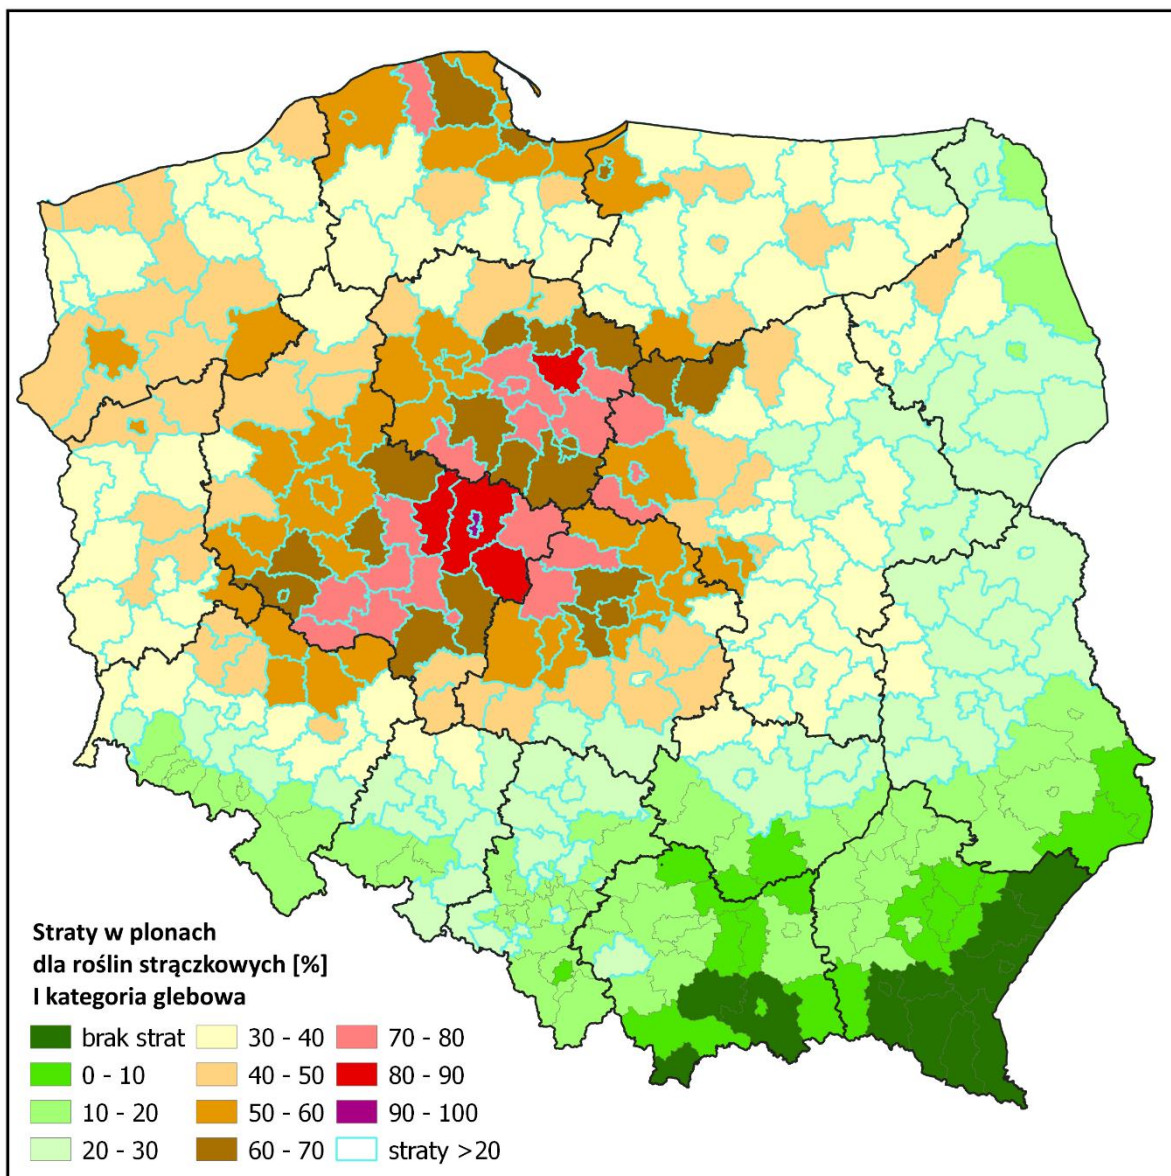 Straty w plonach
dla roślin strączkowych [%]
I kategoria glebowa
brak strat
0 - 10
10 - 20
20 - 30
30 - 40
40 - 50
50 - 60
60 - 70
70 - 80
80 - 90
90 - 100
straty >20